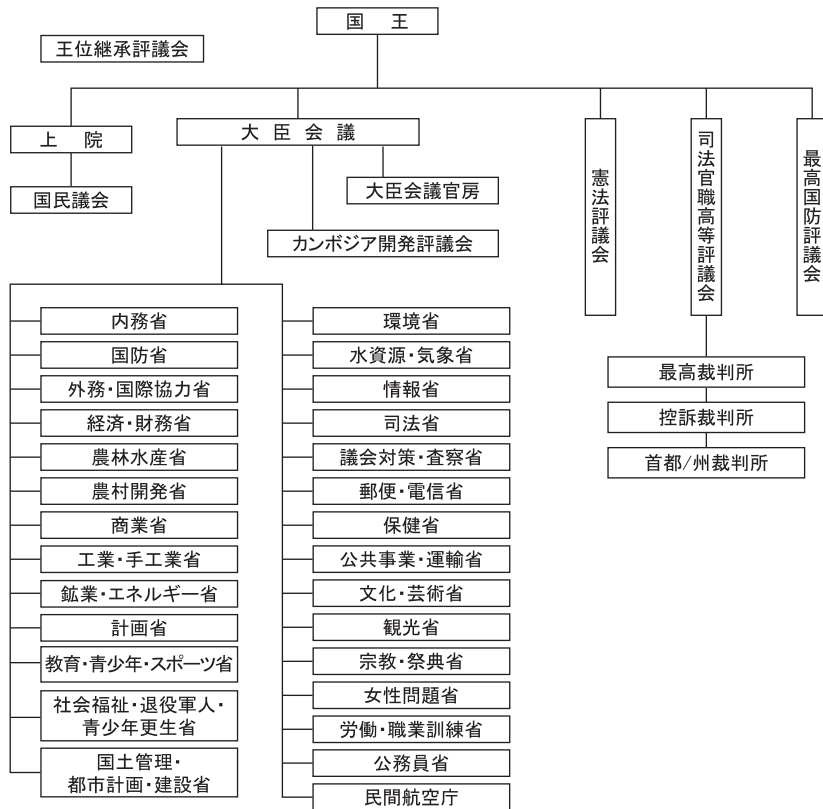 国王
王位継承評議会
上院
国民議会
大臣会議
大臣会議官房
カンボジア開発評議会
憲法評議会
司法官職高等評議会
最高国防評議会
最高裁判所
控訴裁判所
首都/州裁判所
内務省
国防省
外務・国際協力省
経済・財務省
農林水産省
農村開発省
商業省
工業・手工業省
鉱業・エネルギー省
計画省
教育・青少年・スポーツ省
社会福祉・退役軍人・
青少年更生省
国土管理・
都市計画・建設省
環境省
水資源・気象省
情報省
司法省
議会対策・査察省
郵便・電信省
保健省
公共事業・運輸省
文化・芸術省
観光省
宗教・祭典省
女性問題省
労働・職業訓練省
公務員省
民間航空庁